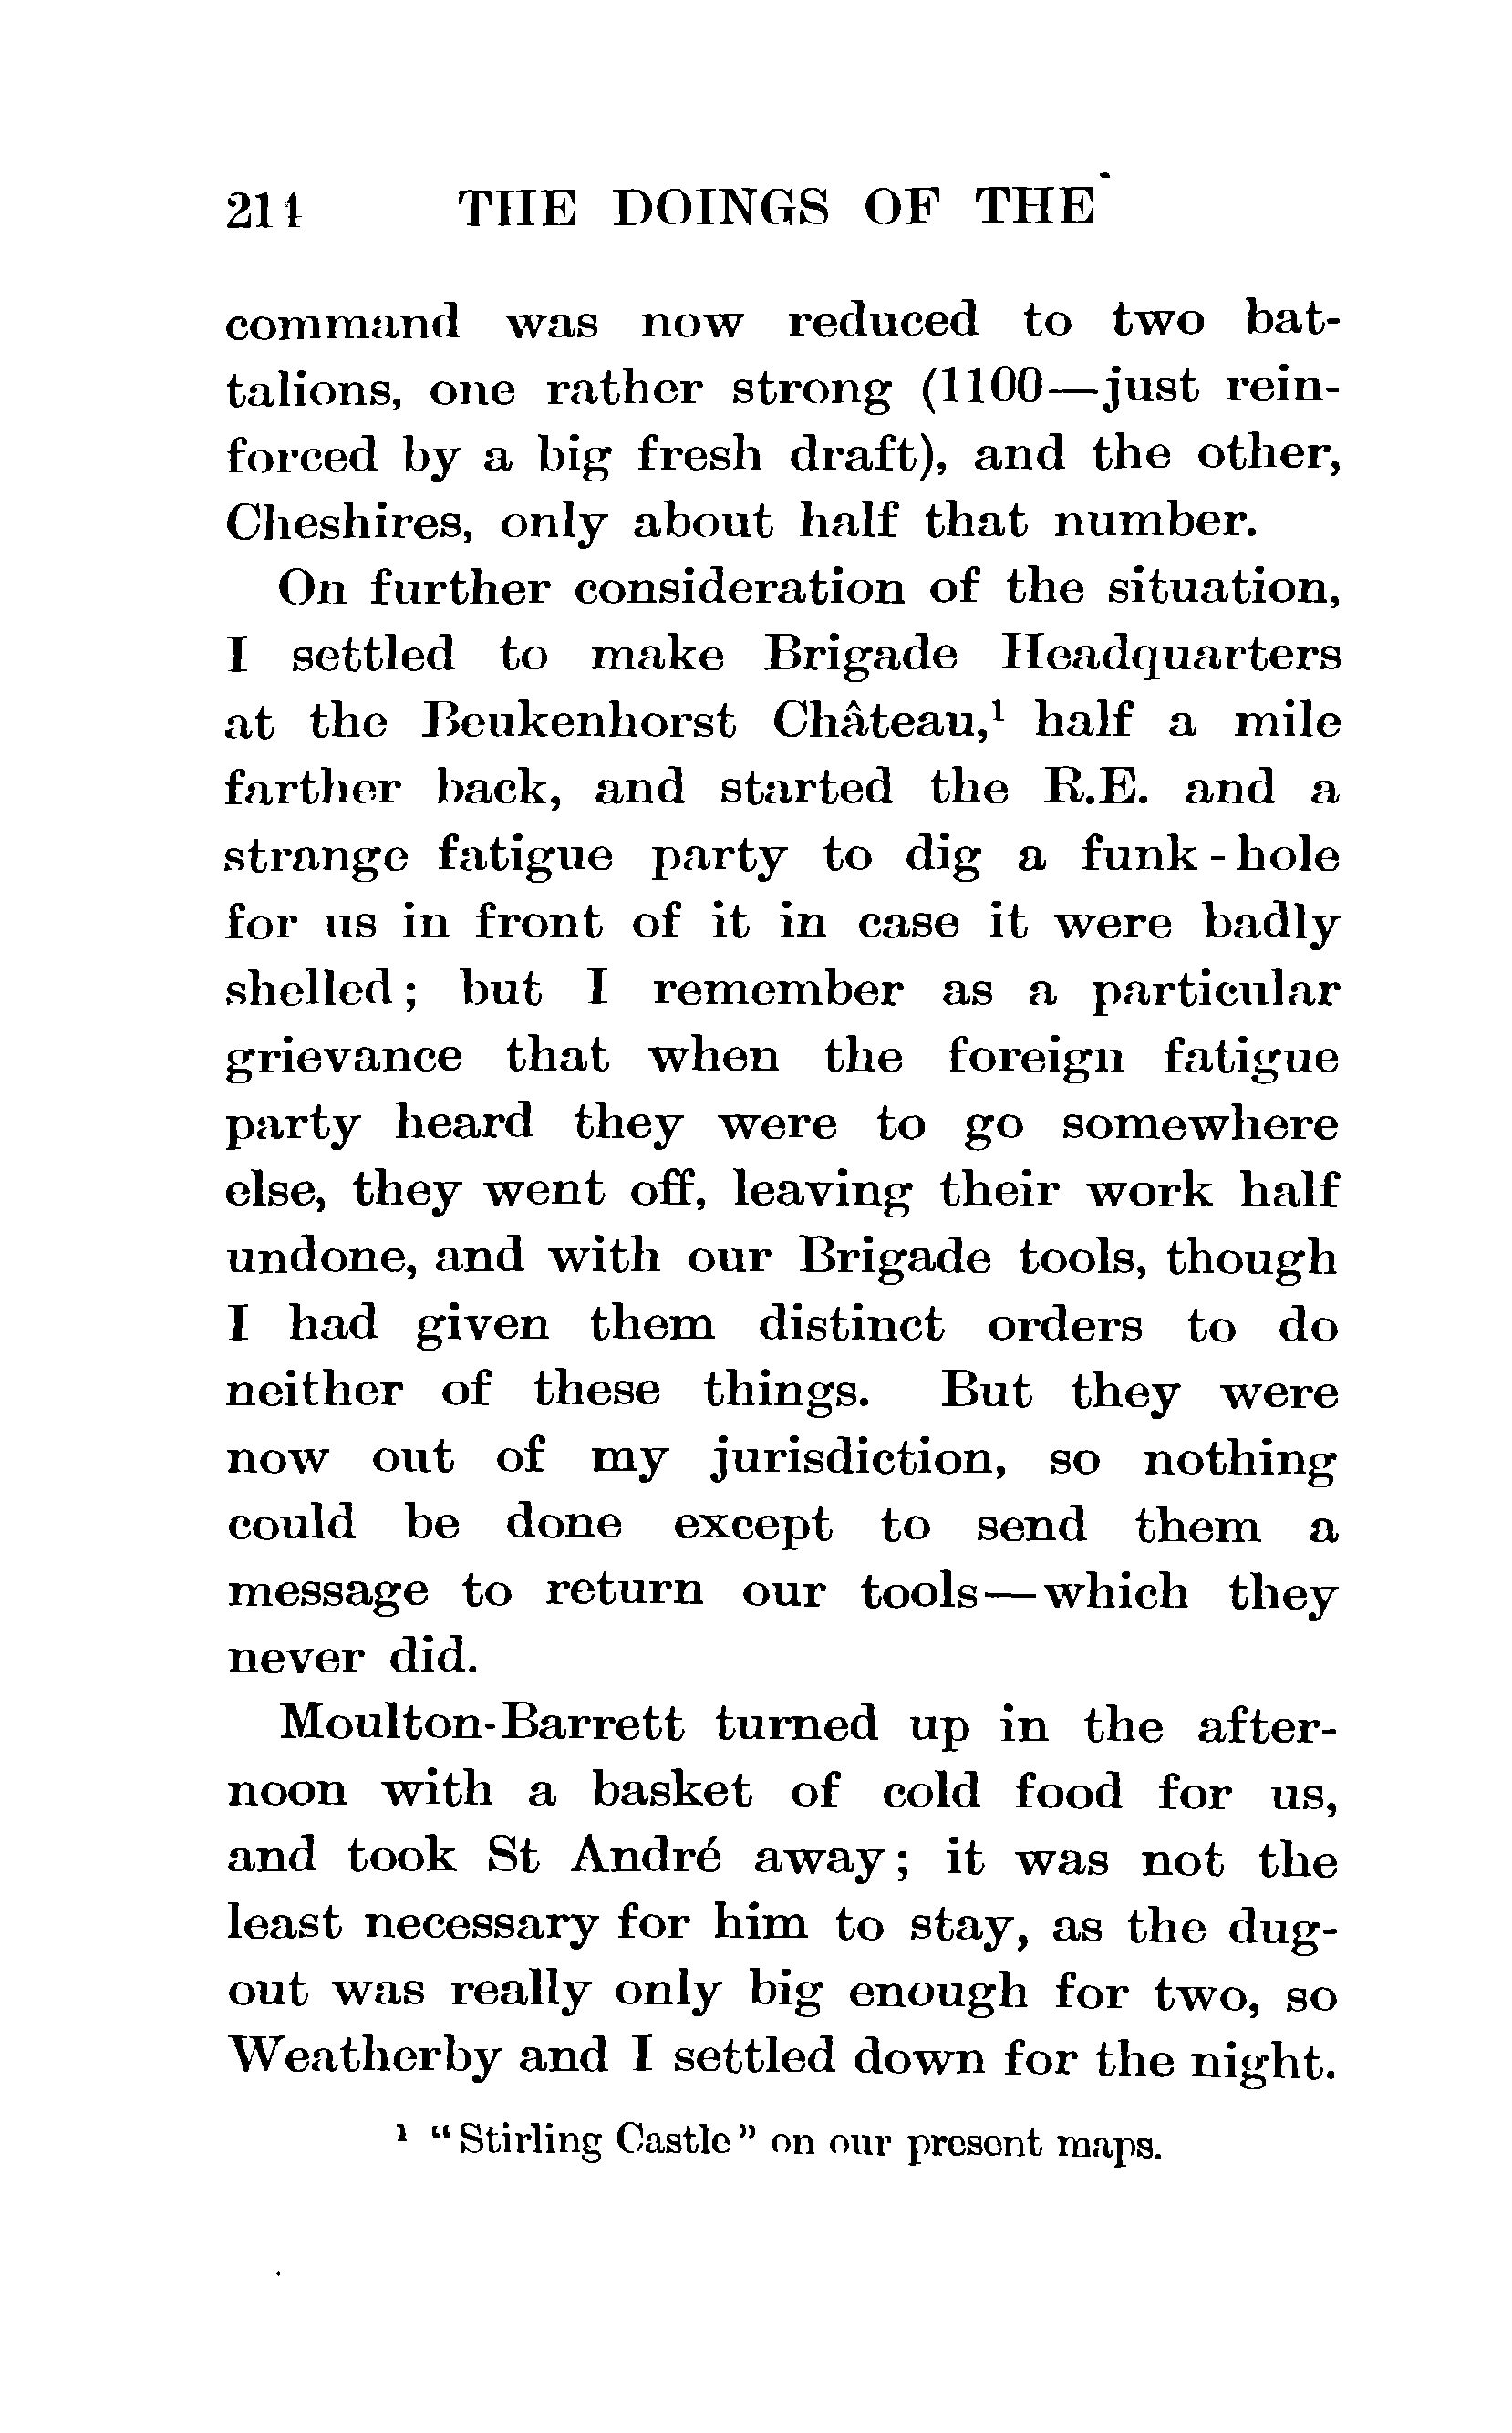 214 THE DOINGS OF THE
command was now reduced to two bat-
talions, one rather strong (1100—just rein-
forced by a big fresh draft), and the other,
Cheshires, only about half that number.
On further consideration of the situation,
I settled to make Brigade Headquarters
at the Beukenhorst Château,¹ half a mile
farther back, and started the R.E. and a
strange fatigue party to dig a funk-hole
for us in front of it in case it were badly
shelled; but I remember as a particular
grievance that when the foreign fatigue
party heard they were to go somewhere
else, they went off, leaving their work half
undone, and with our Brigade tools, though
I had given them distinct orders to do
neither of these things. But they were
now out of my jurisdiction, so nothing
could be done except to send them a
message to return our tools—which they
never did.
Moulton-Barrett turned up in the after-
noon with a basket of cold food for us,
and took St André away; it was not the
least necessary for him to stay, as the dug-
out was really only big enough for two, so
Weatherby and I settled down for the night.
¹ "Stirling Castle" on our present maps.